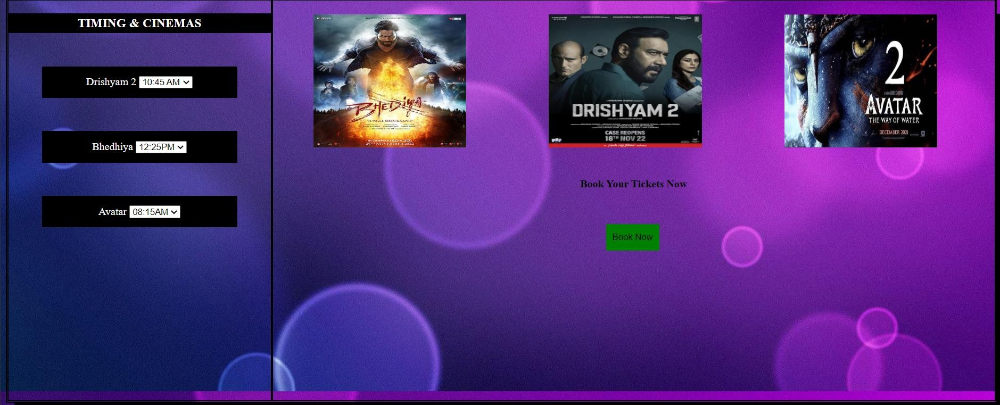 TIMING & CINEMAS
Drishyam 2 10:45 AM
Bhedhiya 12:25PM
Avatar 08:15AM
STUDIOS
BHEDIYA
"JUNGLE MEIN KAAND"
IN CINEMAS (2D & 3D)
25TH NOVEMBER 2022
DRISHYAM 2
CASE REOPENS
18TH NOV 22
2
AVATAR
THE WAY OF WATER
DECEMBER 2021
Book Your Tickets Now
Book Now